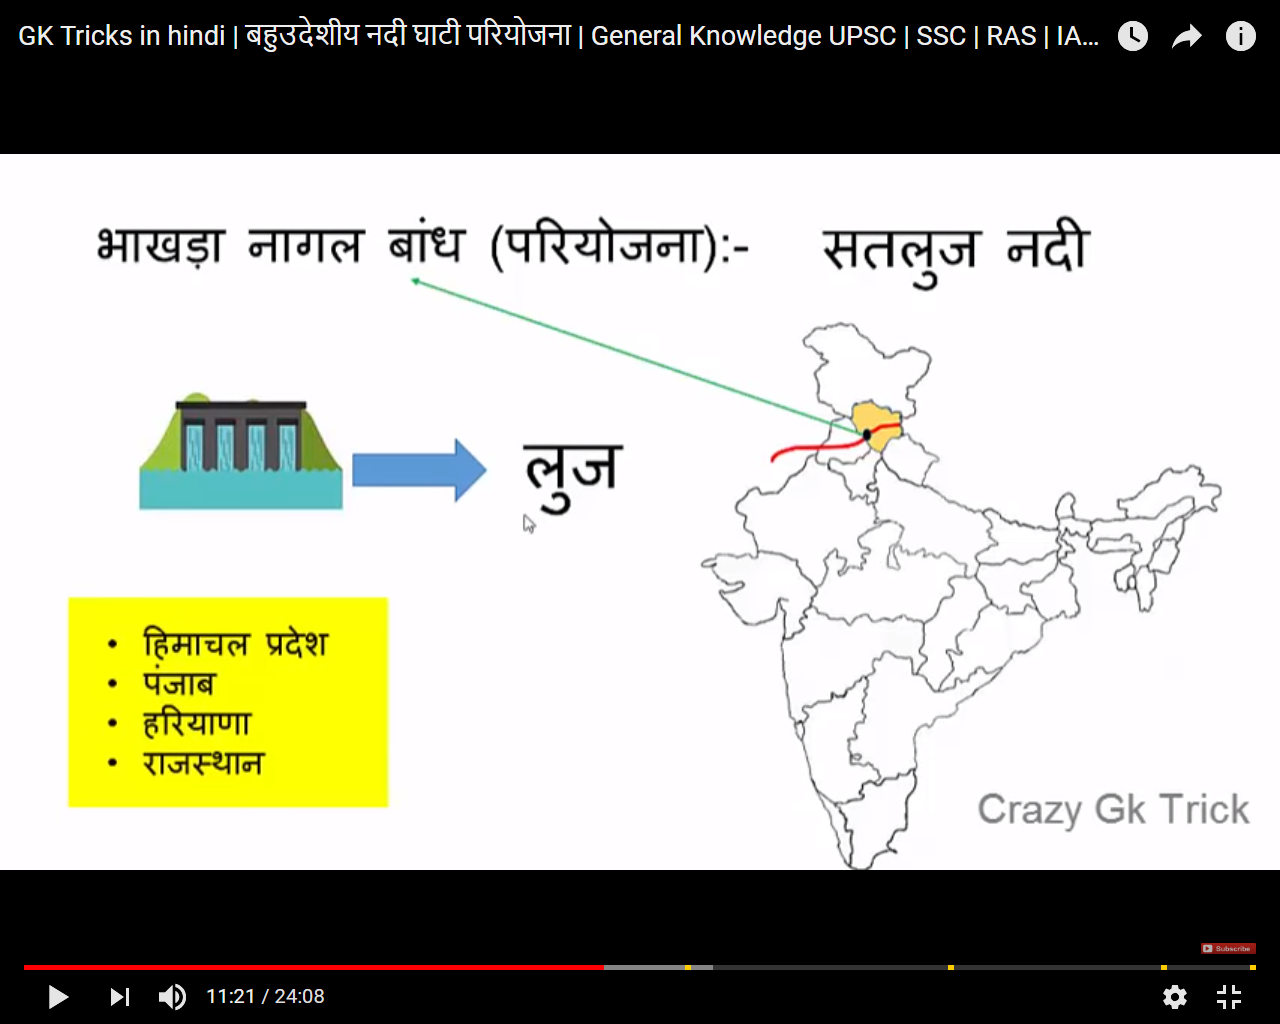 GK Tricks in hindi | बहुउदेशीय नदी घाटी परियोजना | General Knowledge UPSC | SSC | RAS | IA...
भाखड़ा नागल बांध (परियोजना):- सतलुज नदी
लुज
• हिमाचल प्रदेश
• पंजाब
• हरियाणा
• राजस्थान
Crazy Gk Trick
Subscribe
11:21 / 24:08